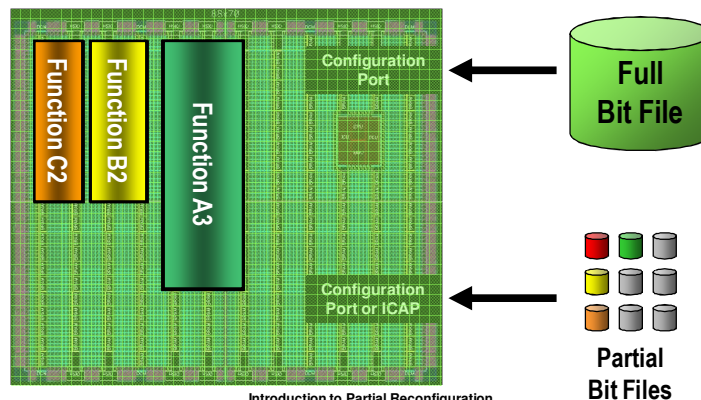 Configuration
Port
Full
Bit File
Function C2
Function B2
Function A3
Configuration
Port or ICAP
Partial
Bit Files
Introduction to Partial Reconfiguration